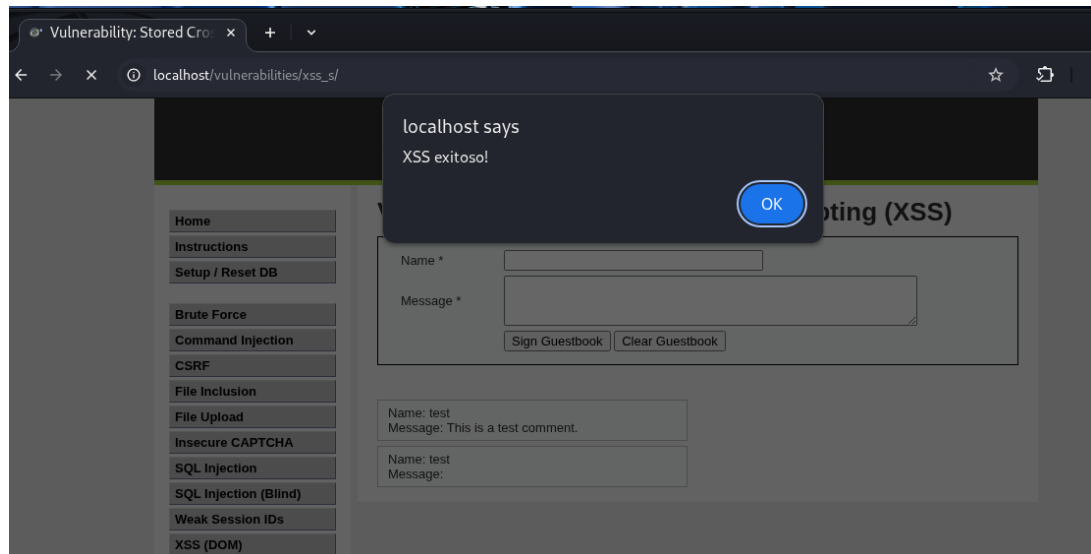 Vulnerability: Stored Cros
localhost/vulnerabilities/xss_s/
localhost says
XSS exitoso!
OK
V pting (XSS)
Home
Instructions
Setup / Reset DB
Brute Force
Command Injection
CSRF
File Inclusion
File Upload
Insecure CAPTCHA
SQL Injection
SQL Injection (Blind)
Weak Session IDs
XSS (DOM)
Name *
Message *
Sign Guestbook Clear Guestbook
Name: test
Message: This is a test comment.
Name: test
Message: